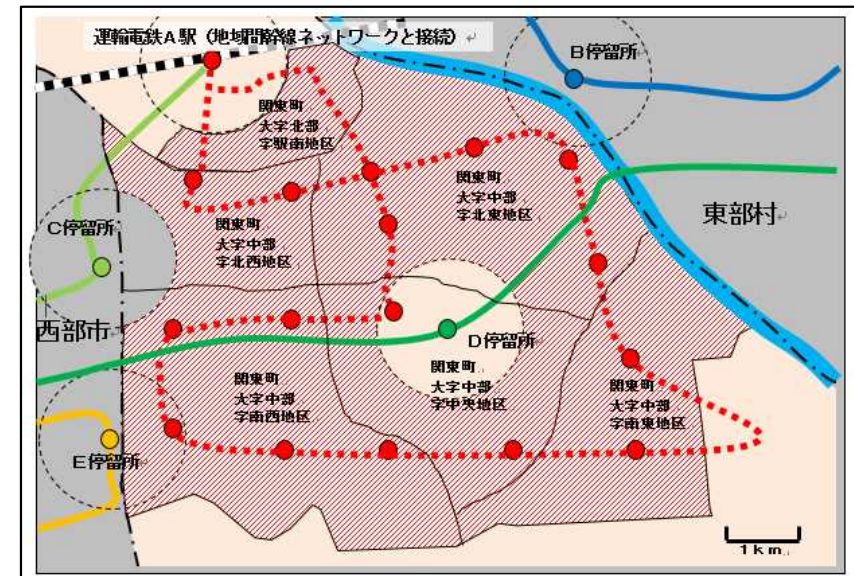 運輸電鉄A駅（地域間幹線ネットワークと接続）
B停留所
関東町
大字北部
字駅南地区
関東町
大字中部
字北東地区
東部村
C停留所
関東町
大字中部
字北西地区
西部市
D停留所
関東町
大字中部
字中央地区
関東町
大字中部
字南西地区
関東町
大字中部
字南東地区
E停留所
1km